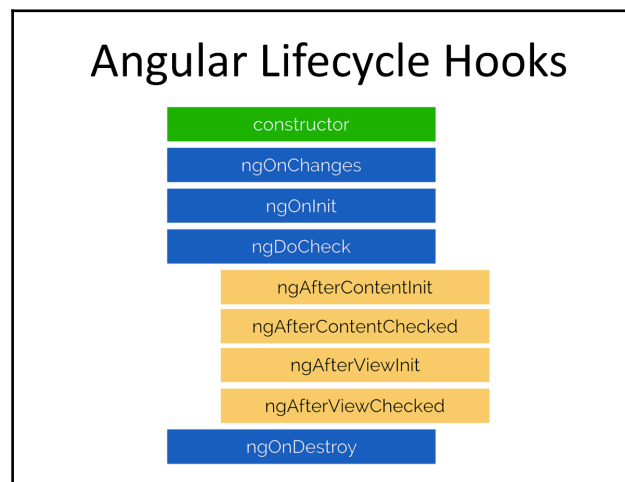 Angular Lifecycle Hooks
constructor
ngOnChanges
ngOnInit
ngDoCheck
ngAfterContentInit
ngAfterContentChecked
ngAfterViewInit
ngAfterViewChecked
ngOnDestroy